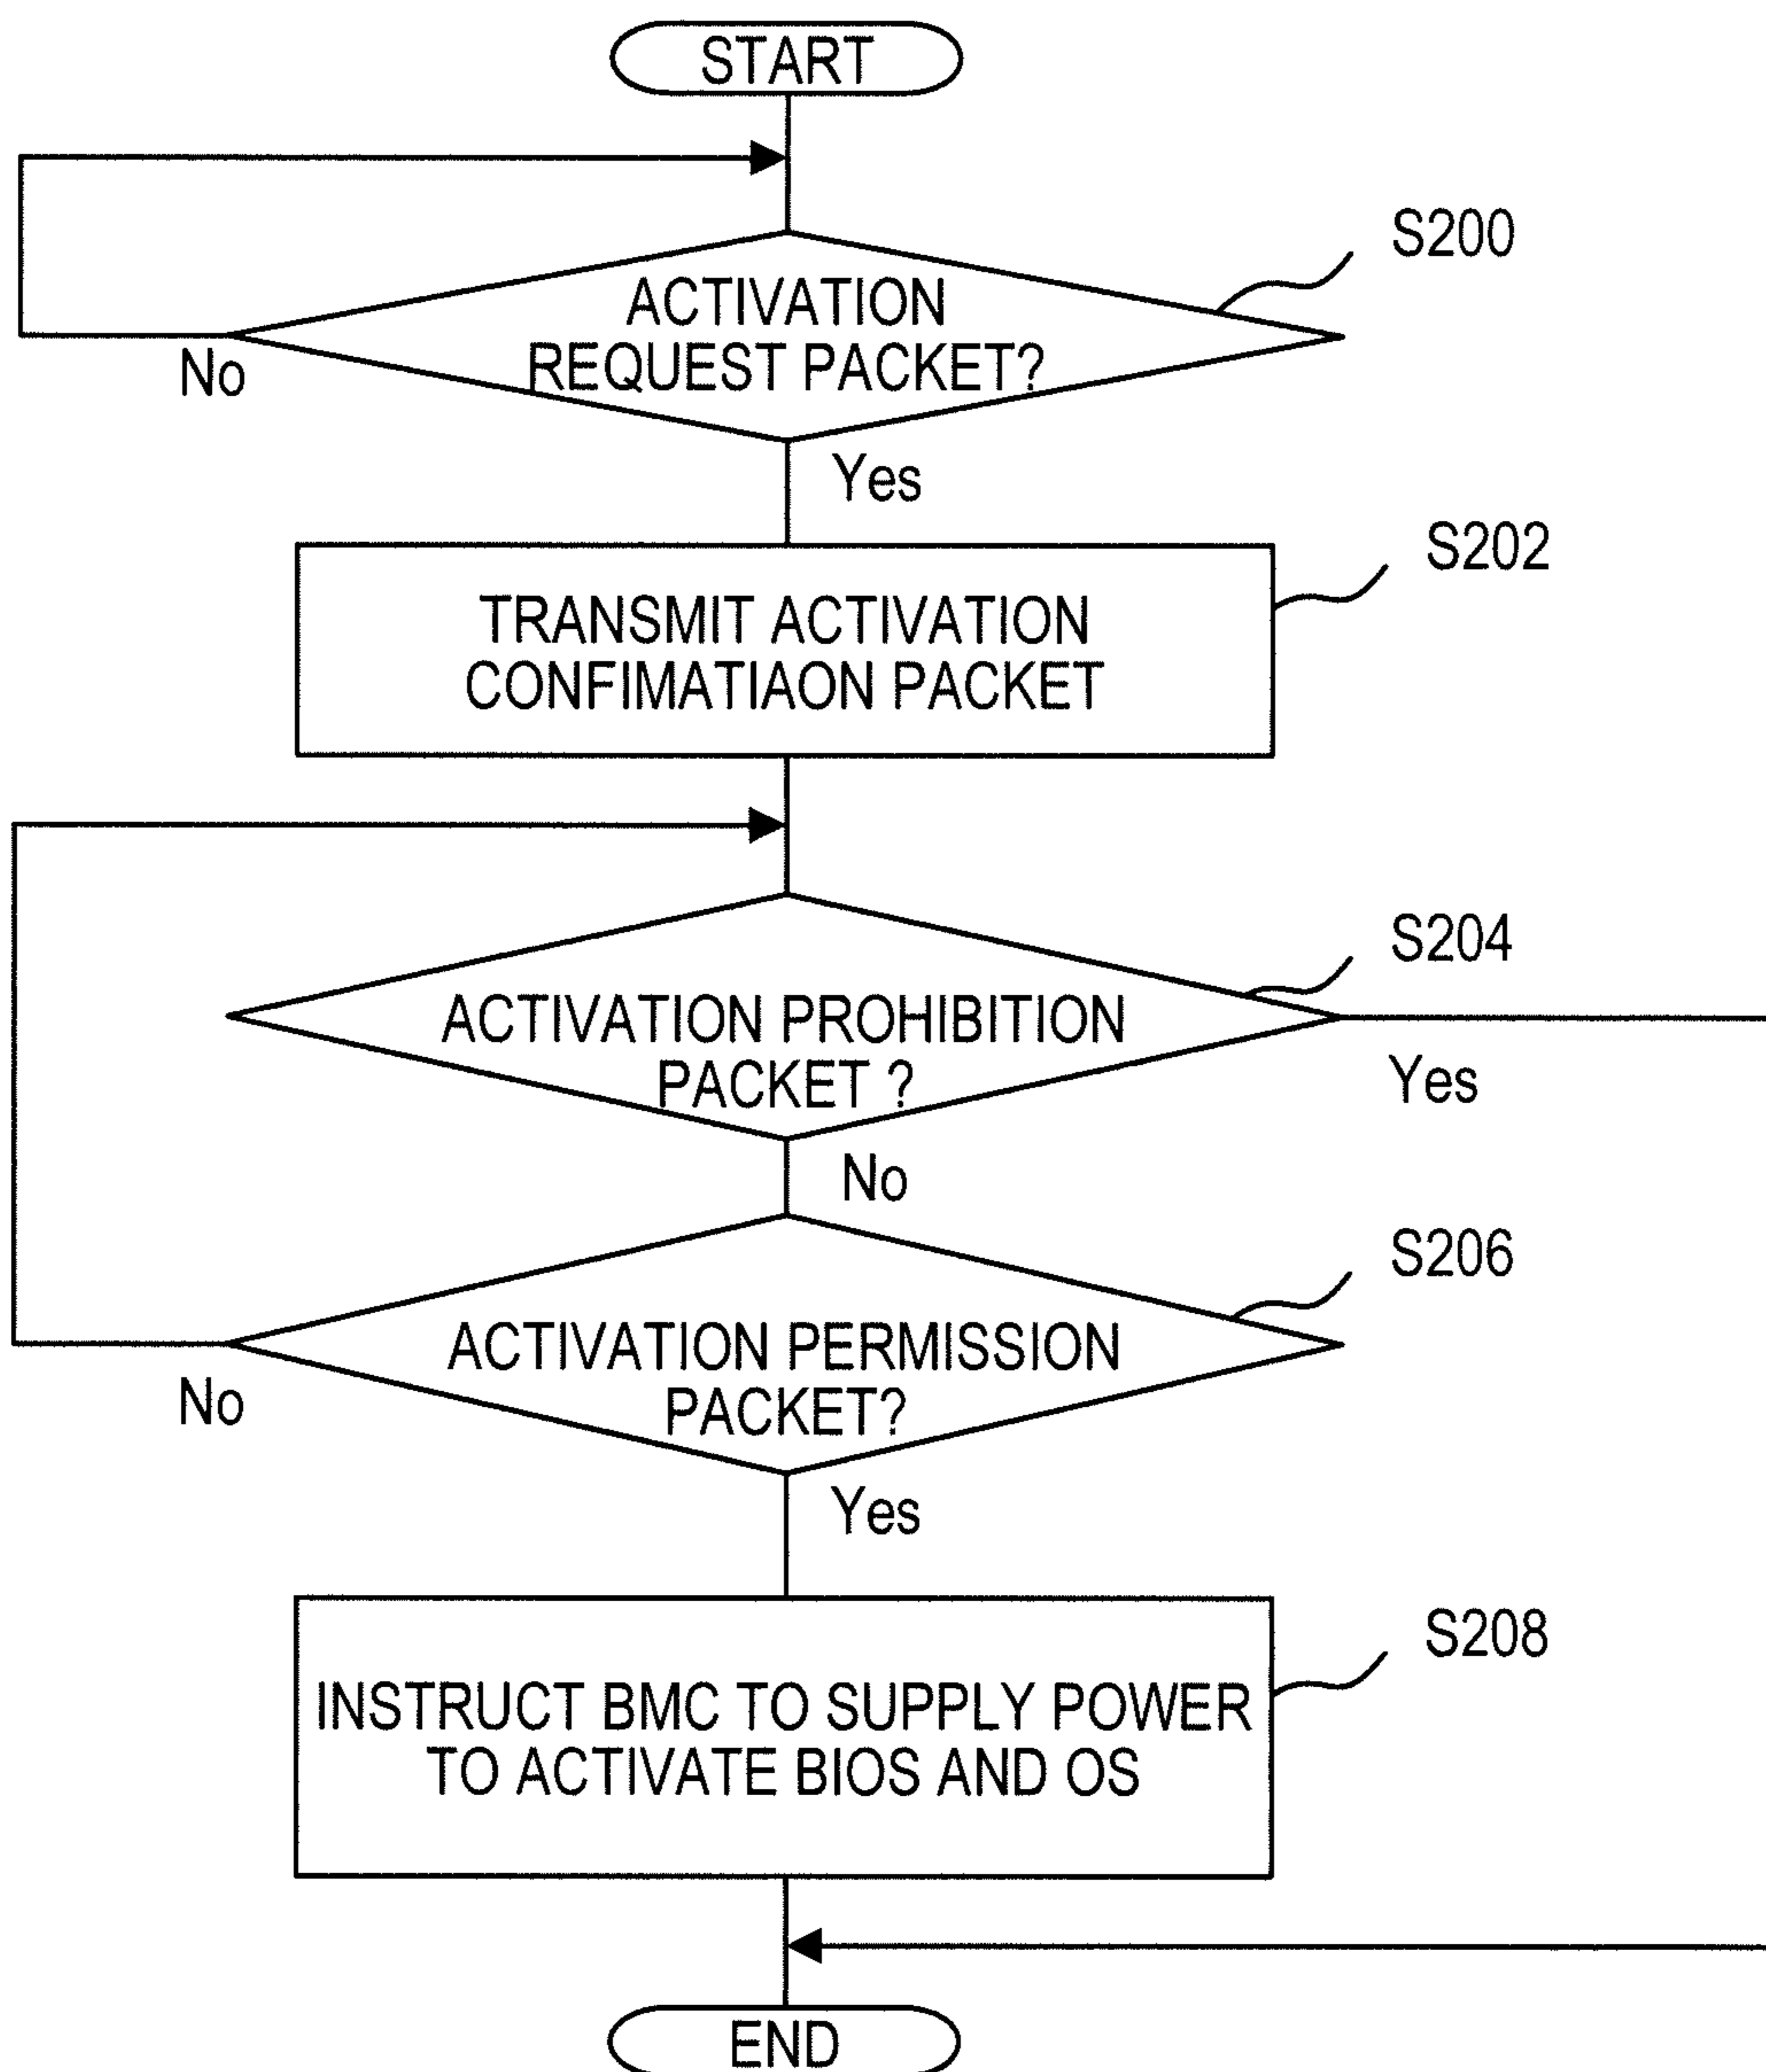 START
S200
ACTIVATION
REQUEST PACKET?
No
Yes
S202
TRANSMIT ACTIVATION
CONFIMATIAON PACKET
S204
ACTIVATION PROHIBITION
PACKET ?
Yes
No
S206
ACTIVATION PERMISSION
PACKET?
No
Yes
S208
INSTRUCT BMC TO SUPPLY POWER
TO ACTIVATE BIOS AND OS
END